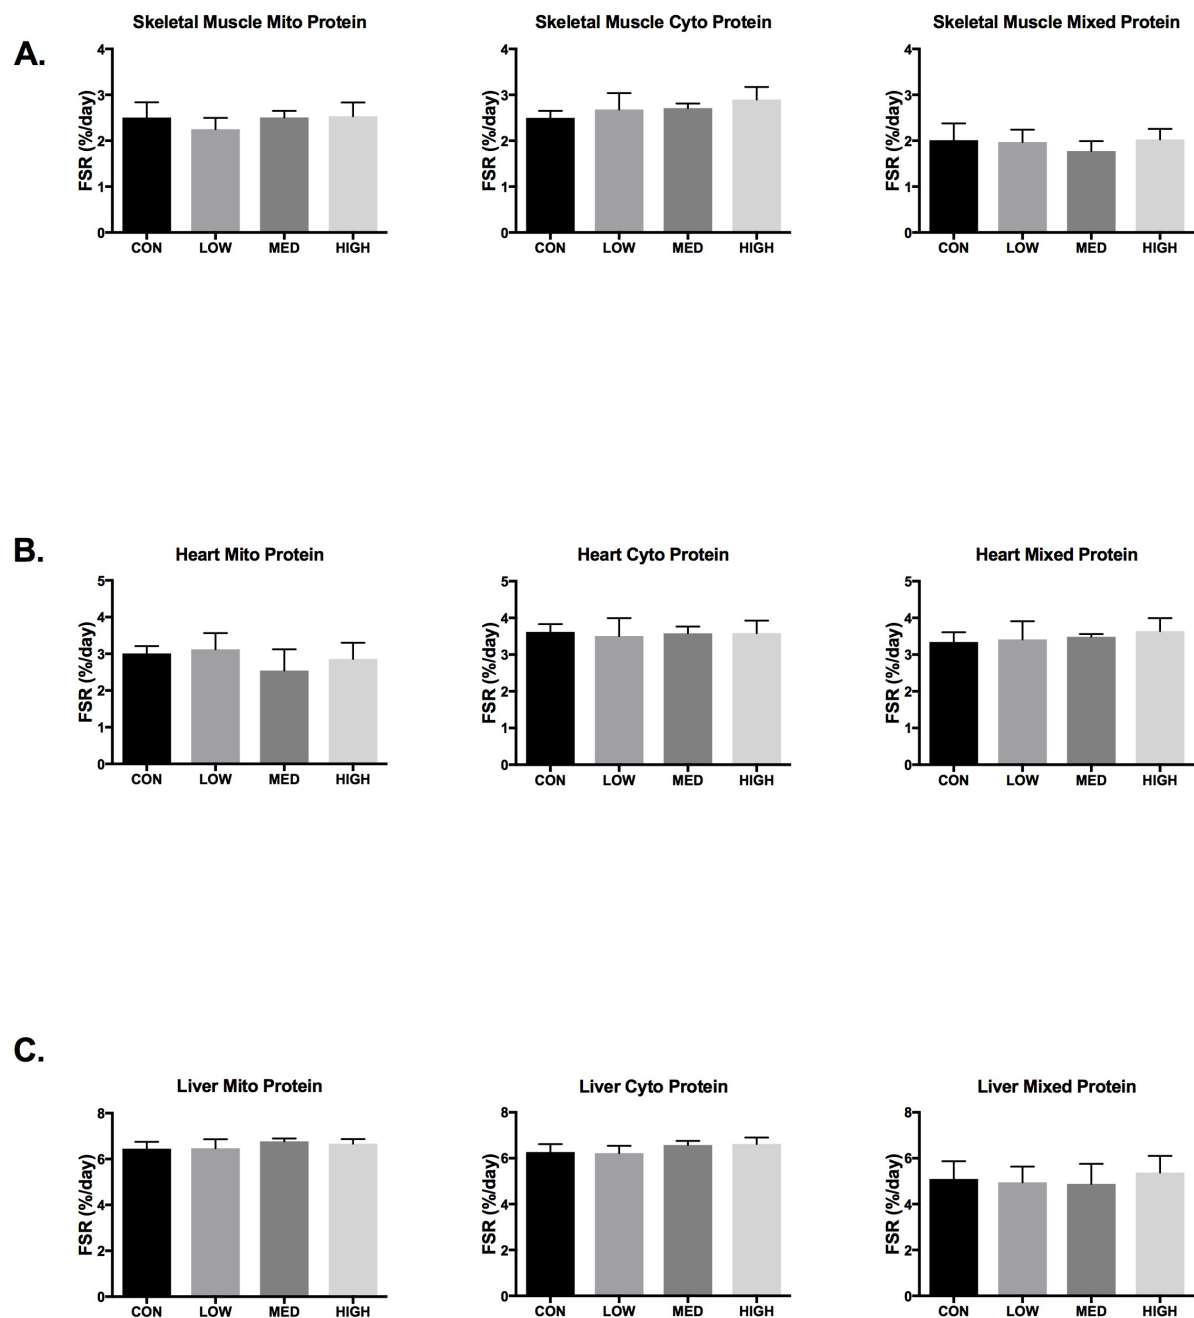 A.
Skeletal Muscle Mito Protein
FSR (%/day)
4
3
2
1
0
CON LOW MED HIGH
Skeletal Muscle Cyto Protein
FSR (%/day)
4
3
2
1
0
CON LOW MED HIGH
Skeletal Muscle Mixed Protein
FSR (%/day)
4
3
2
1
0
CON LOW MED HIGH
B.
Heart Mito Protein
FSR (%/day)
5
4
3
2
1
0
CON LOW MED HIGH
Heart Cyto Protein
FSR (%/day)
5
4
3
2
1
0
CON LOW MED HIGH
Heart Mixed Protein
FSR (%/day)
5
4
3
2
1
0
CON LOW MED HIGH
C.
Liver Mito Protein
FSR (%/day)
8
6
4
2
0
CON LOW MED HIGH
Liver Cyto Protein
FSR (%/day)
8
6
4
2
0
CON LOW MED HIGH
Liver Mixed Protein
FSR (%/day)
8
6
4
2
0
CON LOW MED HIGH